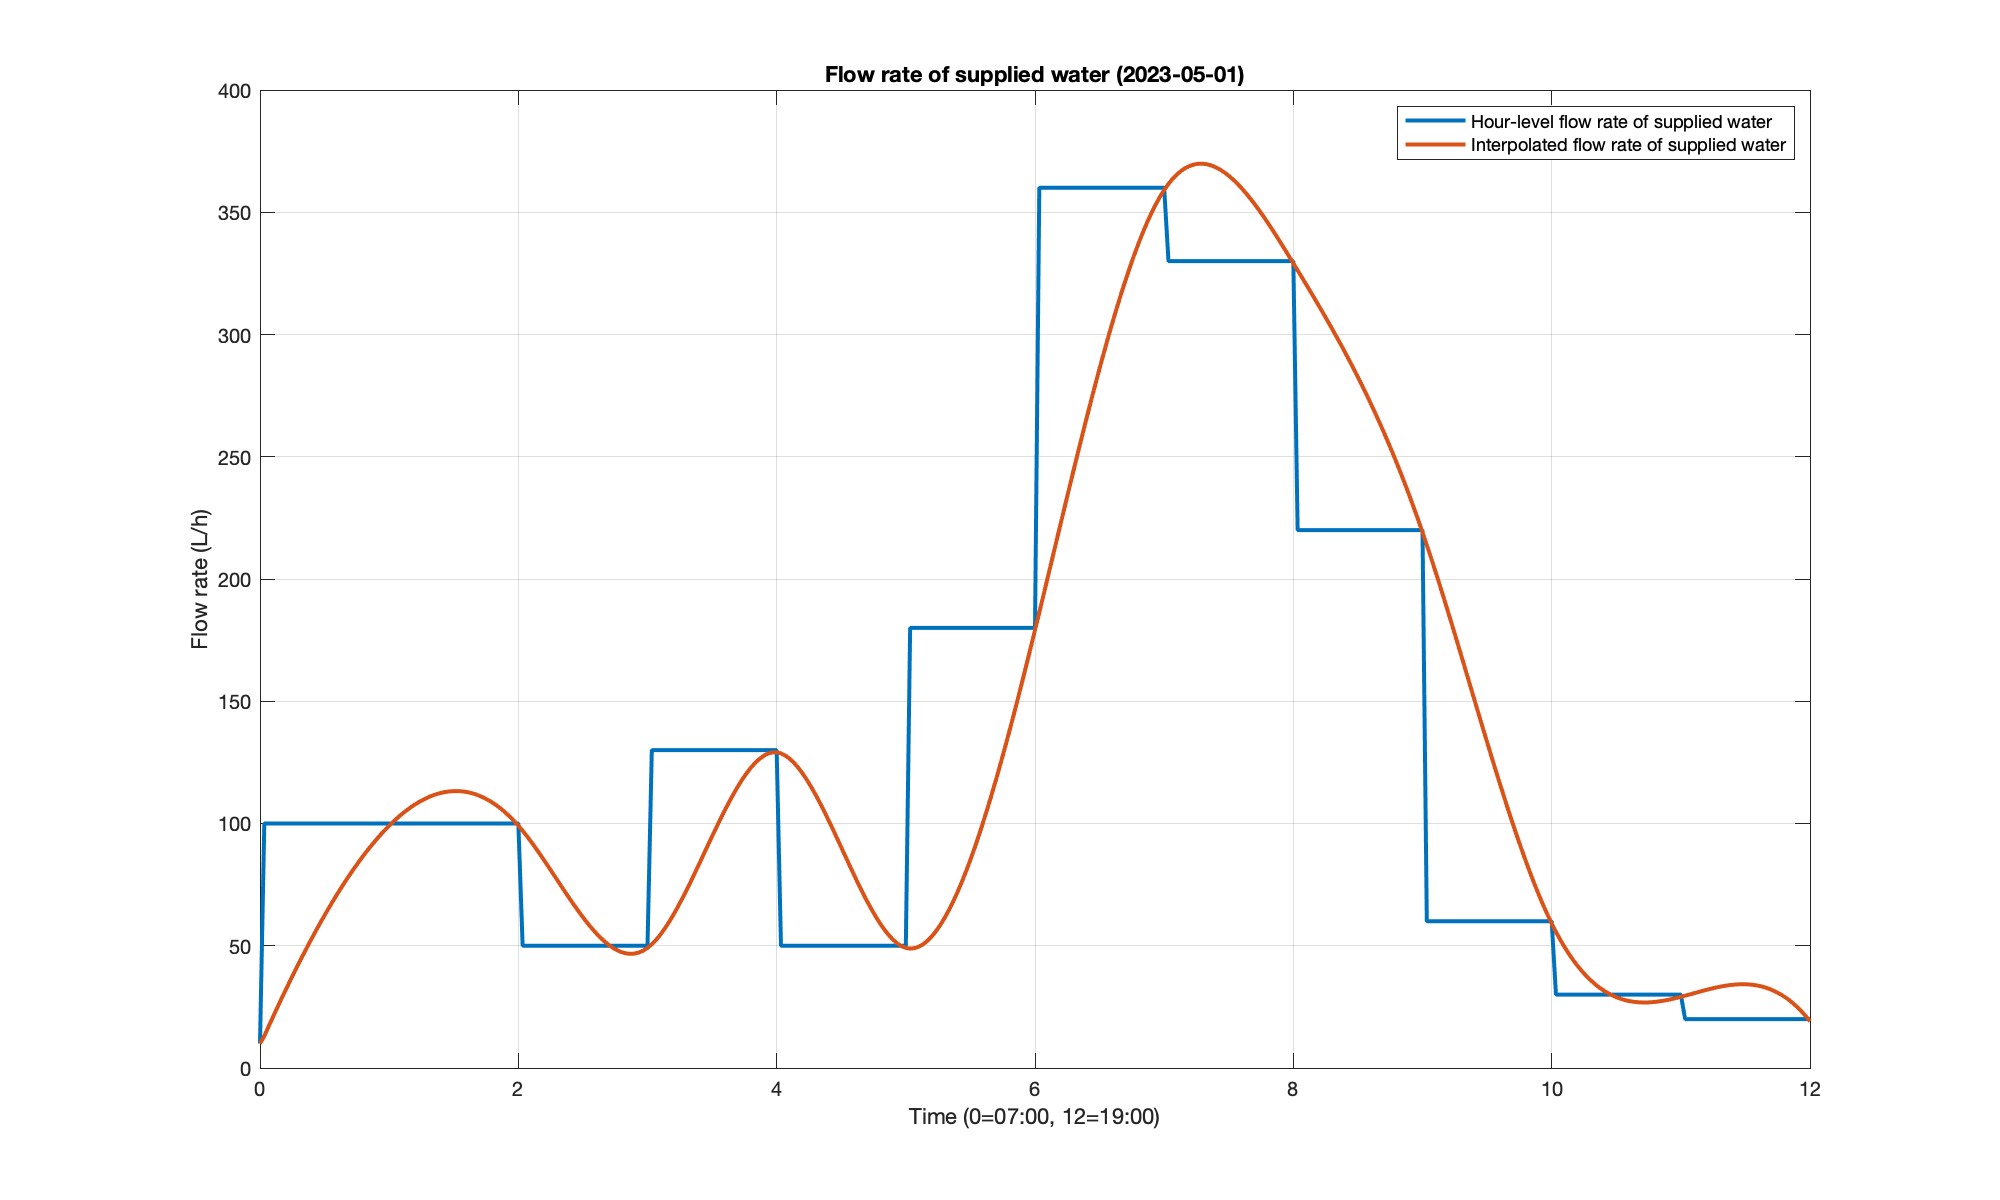 Flow rate of supplied water (2023-05-01)
Hour-level flow rate of supplied water
Interpolated flow rate of supplied water
Flow rate (L/h)
400
350
300
250
200
150
100
50
0
0 2 4 6 8 10 12
Time (0=07:00, 12=19:00)